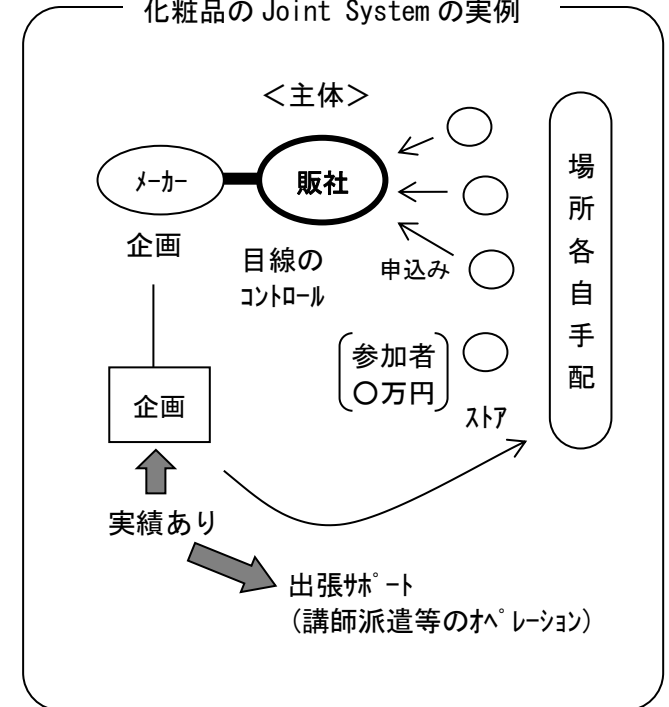 化粧品の Joint System の実例
＜主体＞
ﾒｰｶｰ
販社
企画
目線の
ｺﾝﾄﾛｰﾙ
申込み
場所各自手配
参加者
〇万円
ｽﾄｱ
企画
実績あり
出張ｻﾎﾟｰﾄ
（講師派遣等のｵﾍﾟﾚｰｼｮﾝ）